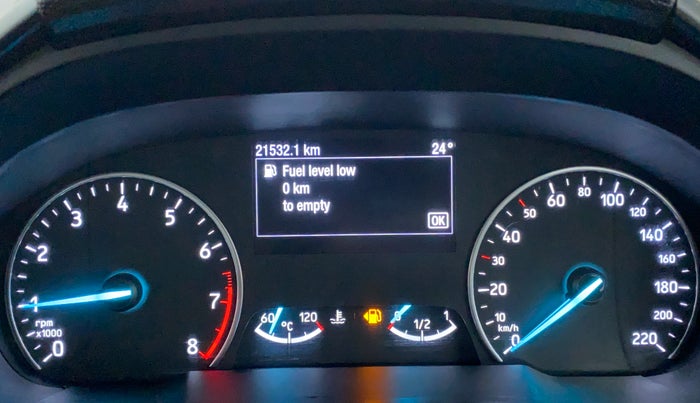 21532.1 km 24°
Fuel level low
0 km
to empty
OK
0 1 2 3 4 5 6 7 8
rpm
x1000
60 120
°C
0 1/2 1
0 10 20 30 40 50 60 80 100 120 140 160 180 200 220
km/h